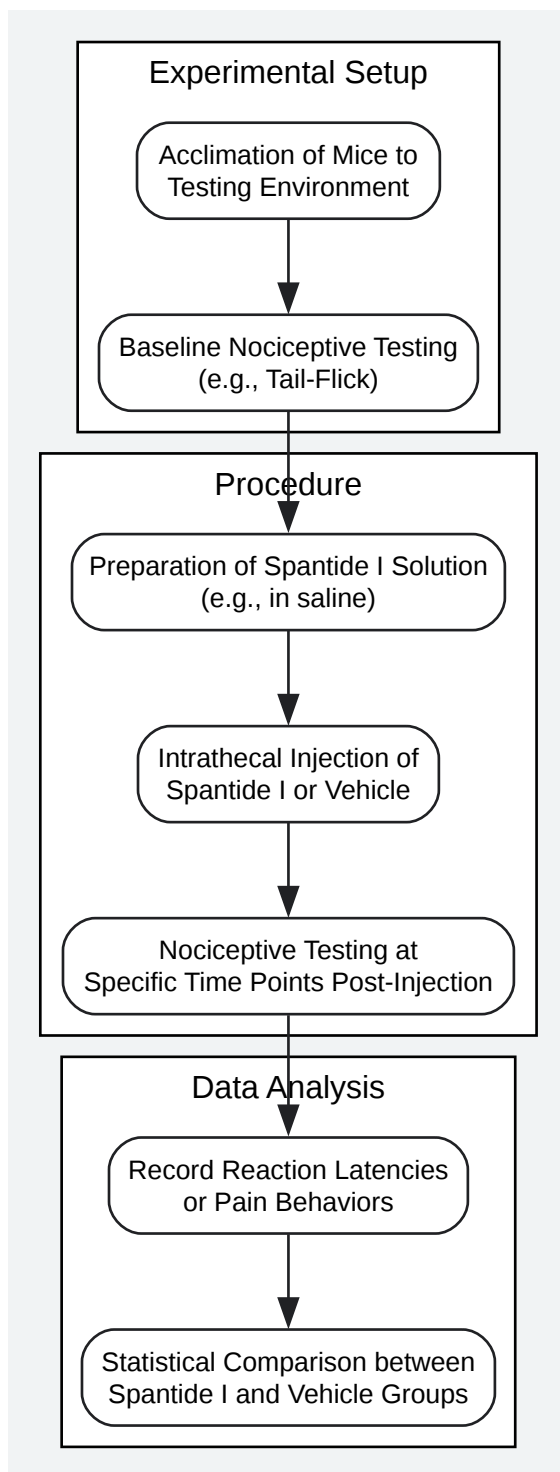 Experimental Setup
Acclimation of Mice to
Testing Environment
Baseline Nociceptive Testing
(e.g., Tail-Flick)
Procedure
Preparation of Spantide I Solution
(e.g., in saline)
Intrathecal Injection of
Spantide I or Vehicle
Nociceptive Testing at
Specific Time Points Post-Injection
Data Analysis
Record Reaction Latencies
or Pain Behaviors
Statistical Comparison between
Spantide I and Vehicle Groups